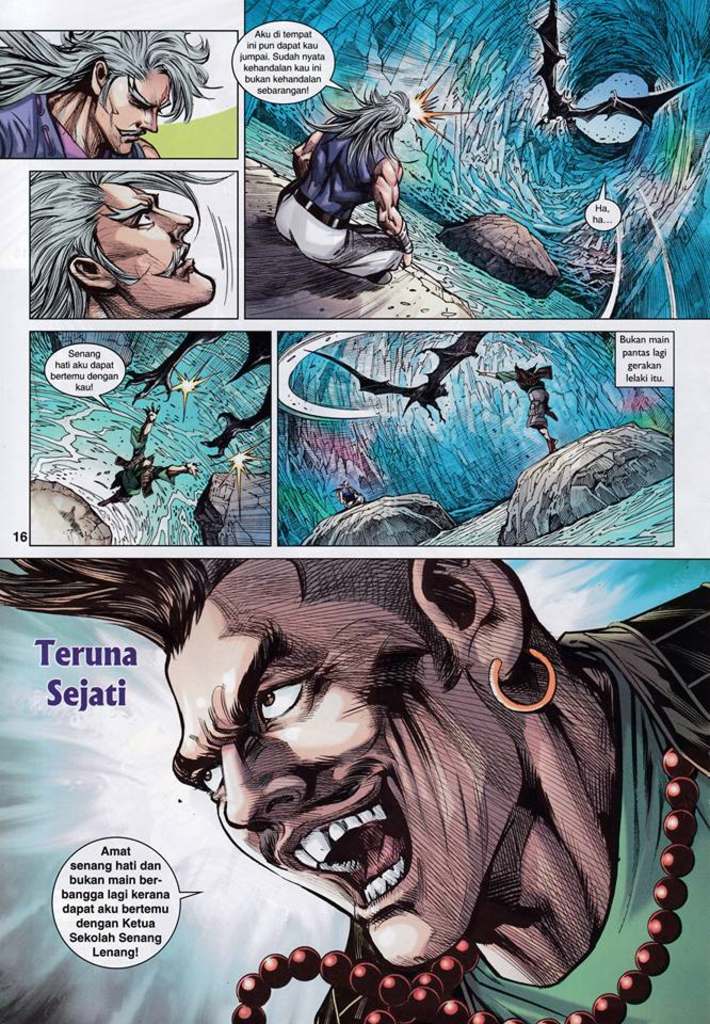 Aku di tempat
ini pun dapat kau
jumpai. Sudah nyata
kehandalan kau ini
bukan kehandalan
sebarangan!
Ha,
ha...
Senang
hati aku dapat
bertemu dengan
kau!
Bukan main
pantas lagi
gerakan
lelaki itu.
16
Teruna
Sejati
Amat
senang hati dan
bukan main ber-
bangga lagi kerana
dapat aku bertemu
dengan Ketua
Sekolah Senang
Lenang!